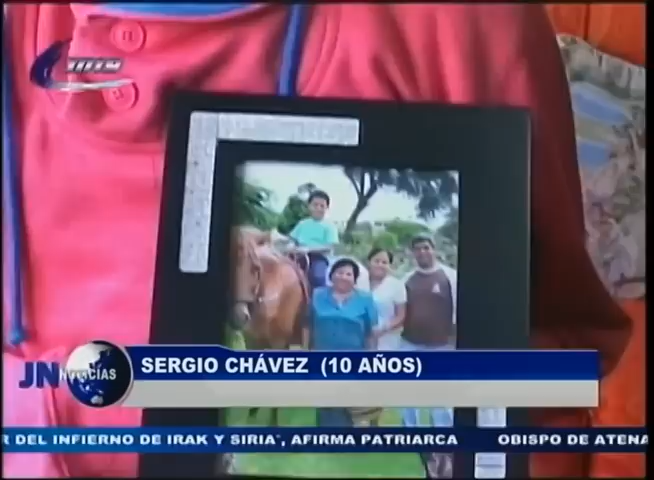 SERGIO CHÁVEZ (10 AÑOS)
JN NOTICIAS
R DEL INFIERNO DE IRAK Y SIRIA", AFIRMA PATRIARCA OBISPO DE ATENA